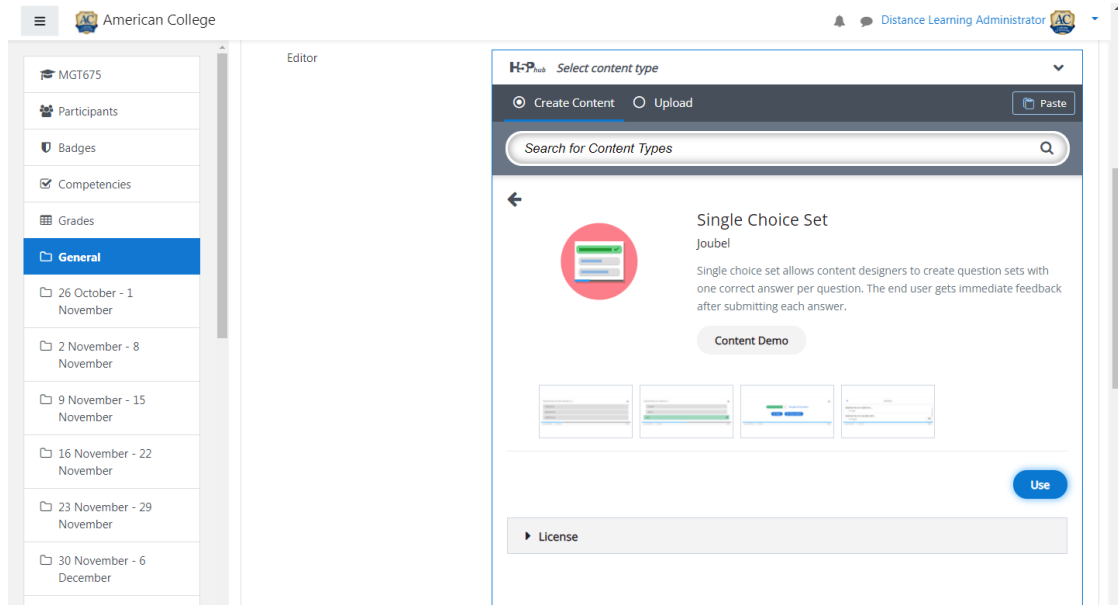 American College
Distance Learning Administrator
MGT675
Participants
Badges
Competencies
Grades
General
26 October - 1
November
2 November - 8
November
9 November - 15
November
16 November - 22
November
23 November - 29
November
30 November - 6
December
Editor
H5Phub Select content type
Create Content Upload Paste
Search for Content Types
Single Choice Set
Joubel
Single choice set allows content designers to create question sets with
one correct answer per question. The end user gets immediate feedback
after submitting each answer.
Content Demo
Use
License